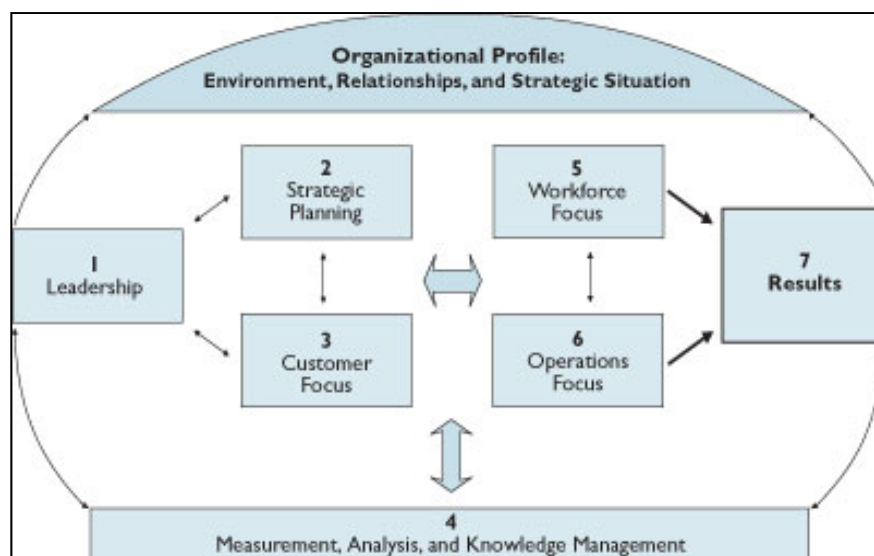 Organizational Profile:
Environment, Relationships, and Strategic Situation
2
Strategic
Planning
5
Workforce
Focus
1
Leadership
7
Results
3
Customer
Focus
6
Operations
Focus
4
Measurement, Analysis, and Knowledge Management